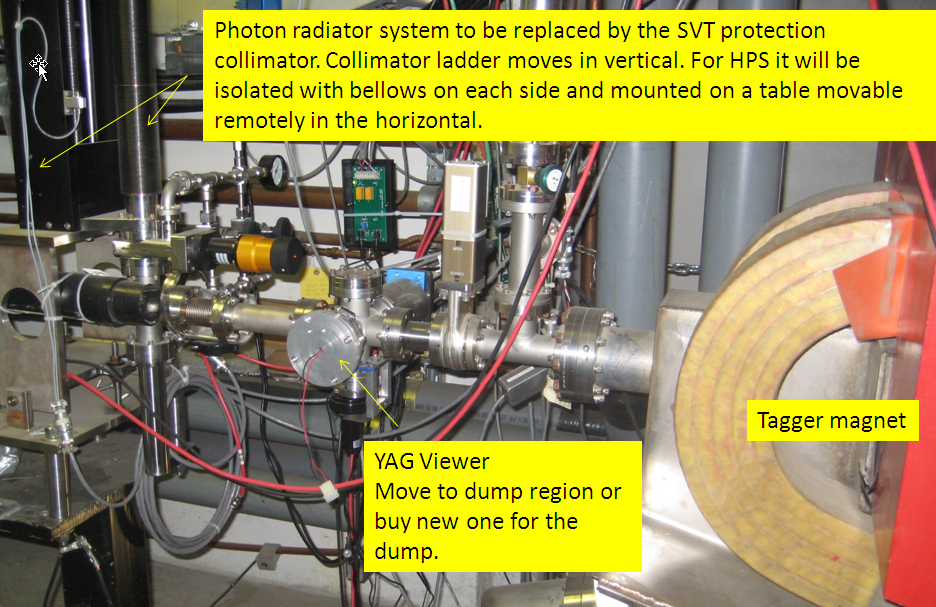 Photon radiator system to be replaced by the SVT protection
collimator. Collimator ladder moves in vertical. For HPS it will be
isolated with bellows on each side and mounted on a table movable
remotely in the horizontal.
Tagger magnet
YAG Viewer
Move to dump region or
buy new one for the
dump.